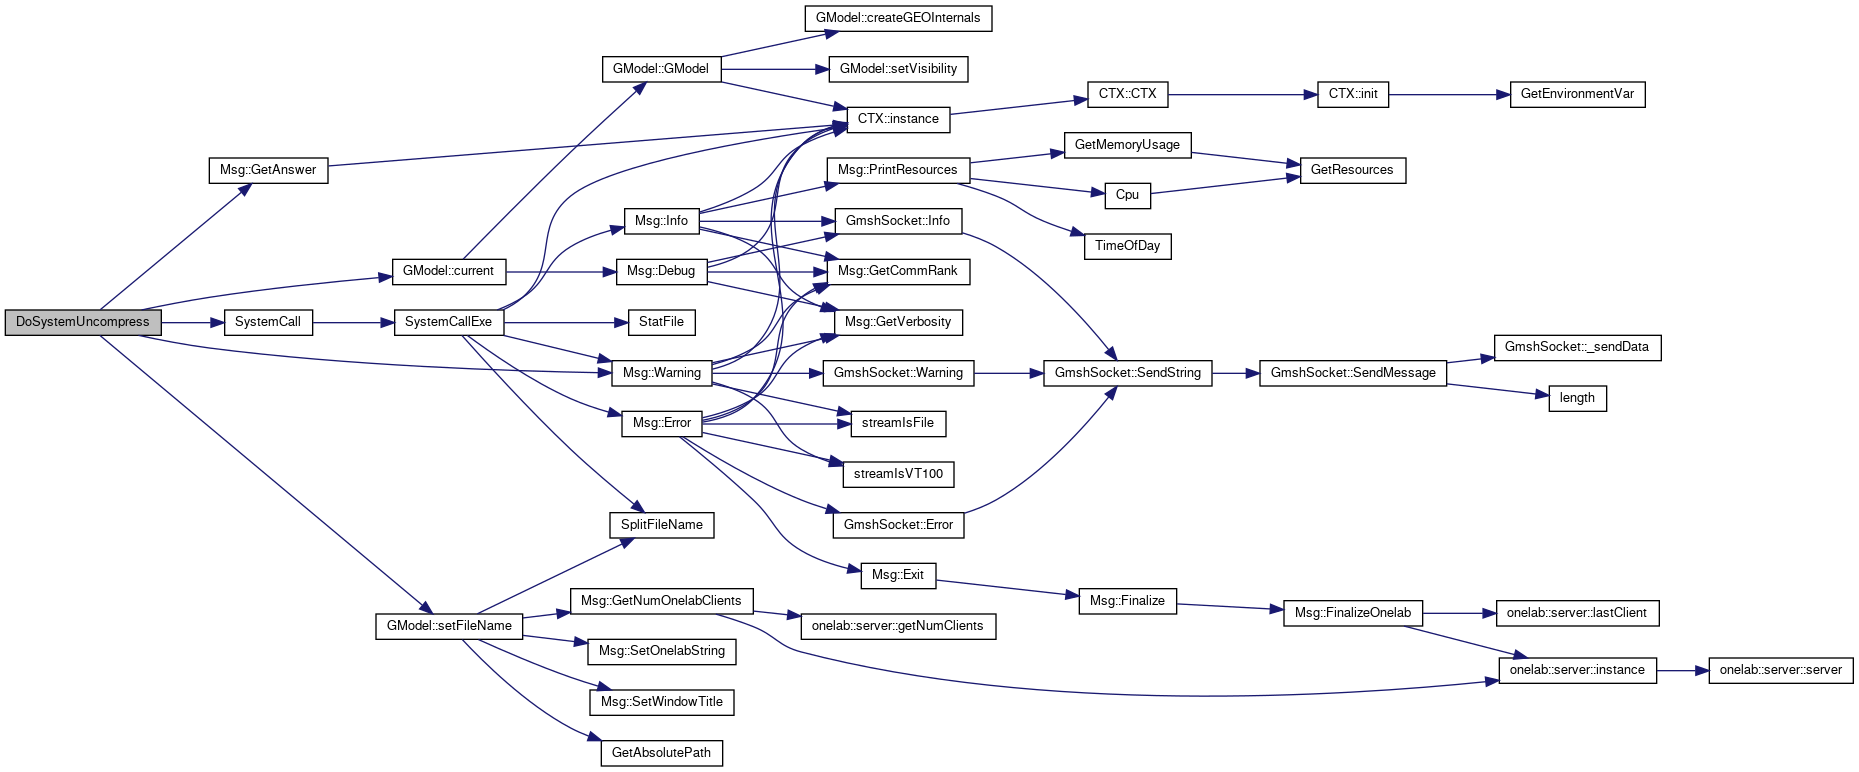 GModel::createGEOInternals
GModel::GModel
GModel::setVisibility
CTX::CTX
CTX::init
GetEnvironmentVar
CTX::instance
GetMemoryUsage
Msg::GetAnswer
Msg::PrintResources
GetResources
Cpu
Msg::Info
GmshSocket::Info
TimeOfDay
GModel::current
Msg::Debug
Msg::GetCommRank
DoSystemUncompress
SystemCall
SystemCallExe
StatFile
Msg::GetVerbosity
GmshSocket::_sendData
Msg::Warning
GmshSocket::Warning
GmshSocket::SendString
GmshSocket::SendMessage
length
Msg::Error
streamIsFile
streamIsVT100
SplitFileName
GmshSocket::Error
Msg::Exit
Msg::GetNumOnelabClients
Msg::Finalize
Msg::FinalizeOnelab
onelab::server::lastClient
GModel::setFileName
onelab::server::getNumClients
Msg::SetOnelabString
onelab::server::instance
onelab::server::server
Msg::SetWindowTitle
GetAbsolutePath